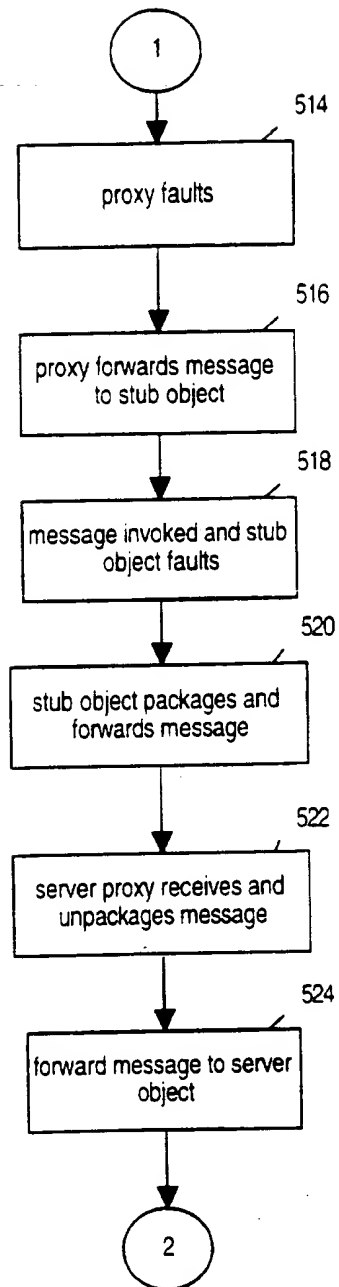 1
514
proxy faults
516
proxy forwards message
to stub object
518
message invoked and stub
object faults
520
stub object packages and
forwards message
522
server proxy receives and
unpackages message
524
forward message to server
object
2